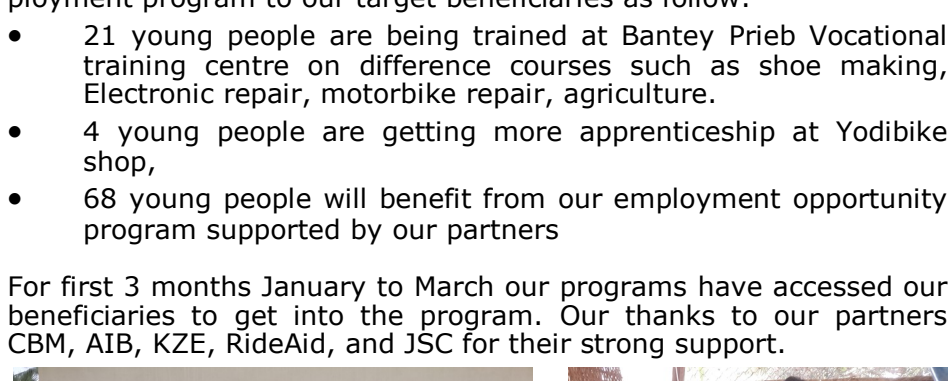 ployment program to our target beneficiaries as follow:
• 21 young people are being trained at Bantey Prieb Vocational
training centre on difference courses such as shoe making,
Electronic repair, motorbike repair, agriculture.
• 4 young people are getting more apprenticeship at Yodibike
shop,
• 68 young people will benefit from our employment opportunity
program supported by our partners
For first 3 months January to March our programs have accessed our
beneficiaries to get into the program. Our thanks to our partners
CBM, AIB, KZE, RideAid, and JSC for their strong support.